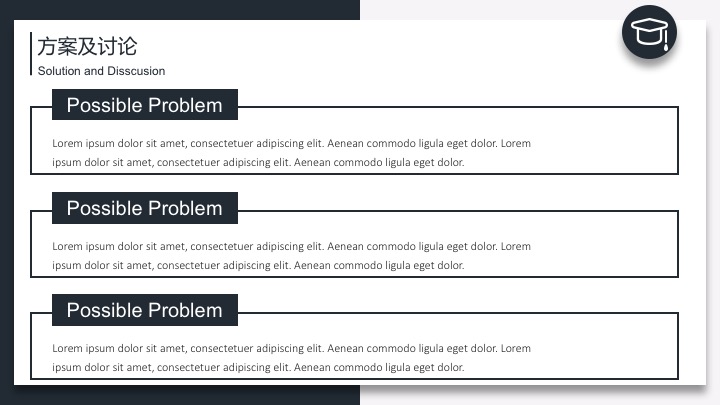 方案及讨论
Solution and Disscusion
Possible Problem
Lorem ipsum dolor sit amet, consectetuer adipiscing elit. Aenean commodo ligula eget dolor. Lorem
ipsum dolor sit amet, consectetuer adipiscing elit. Aenean commodo ligula eget dolor.
Possible Problem
Lorem ipsum dolor sit amet, consectetuer adipiscing elit. Aenean commodo ligula eget dolor. Lorem
ipsum dolor sit amet, consectetuer adipiscing elit. Aenean commodo ligula eget dolor.
Possible Problem
Lorem ipsum dolor sit amet, consectetuer adipiscing elit. Aenean commodo ligula eget dolor. Lorem
ipsum dolor sit amet, consectetuer adipiscing elit. Aenean commodo ligula eget dolor.